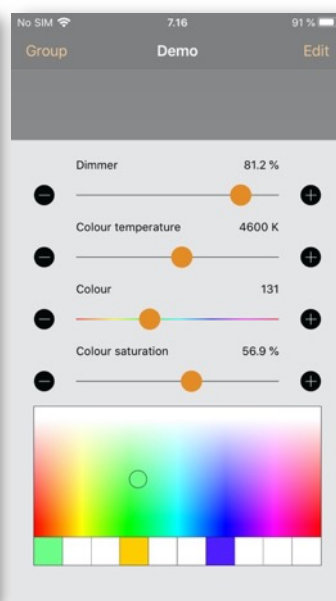 No SIM 7.16 91 %
Group Demo Edit
Dimmer 81.2 %
Colour temperature 4600 K
Colour 131
Colour saturation 56.9 %